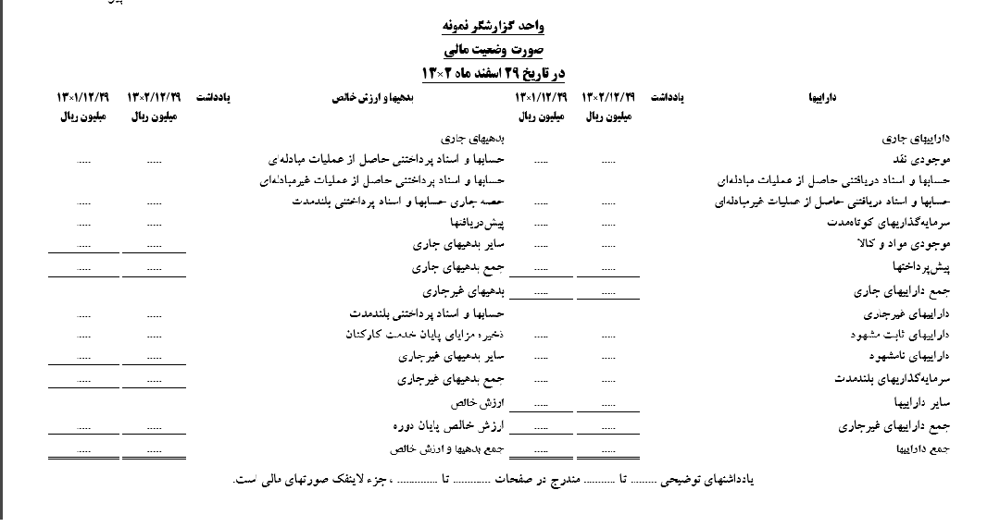 واحد گزارشگر نمونه
صورت وضعیت مالی
در تاریخ ۲۹ اسفند ماه ۱۳×۲
داراییها یادداشت ۱۳×۲/۱۲/۲۹ ۱۳×۱/۱۲/۲۹ بدهیها و ارزش خالص یادداشت ۱۳×۲/۱۲/۲۹ ۱۳×۱/۱۲/۲۹
میلیون ریال میلیون ریال میلیون ریال میلیون ریال
داراییهای جاری بدهیهای جاری
موجودی نقد ..... ..... حسابها و اسناد پرداختنی حاصل از عملیات مبادله‌ای ..... .....
حسابها و اسناد دریافتنی حاصل از عملیات مبادله‌ای حسابها و اسناد پرداختنی حاصل از عملیات غیرمبادله‌ای
حسابها و اسناد دریافتنی حاصل از عملیات غیرمبادله‌ای ..... ..... حصه جاری حسابها و اسناد پرداختنی بلندمدت ..... .....
سرمایه‌گذاریهای کوتاه‌مدت ..... ..... پیش‌دریافتها ..... .....
موجودی مواد و کالا ..... ..... سایر بدهیهای جاری ..... .....
پیش‌پرداختها ..... ..... جمع بدهیهای جاری ..... .....
جمع داراییهای جاری ..... ..... بدهیهای غیرجاری
داراییهای غیرجاری حسابها و اسناد پرداختنی بلندمدت ..... .....
داراییهای ثابت مشهود ..... ..... ذخیره مزایای پایان خدمت کارکنان ..... .....
داراییهای نامشهود ..... ..... سایر بدهیهای غیرجاری ..... .....
سرمایه‌گذاریهای بلندمدت ..... ..... جمع بدهیهای غیرجاری ..... .....
سایر داراییها ..... ..... ارزش خالص
جمع داراییهای غیرجاری ..... ..... ارزش خالص پایان دوره ..... .....
جمع داراییها ..... ..... جمع بدهیها و ارزش خالص ..... .....
یادداشتهای توضیحی ......... تا ........... مندرج در صفحات ............. تا .............. ، جزء لاینفک صورتهای مالی است.